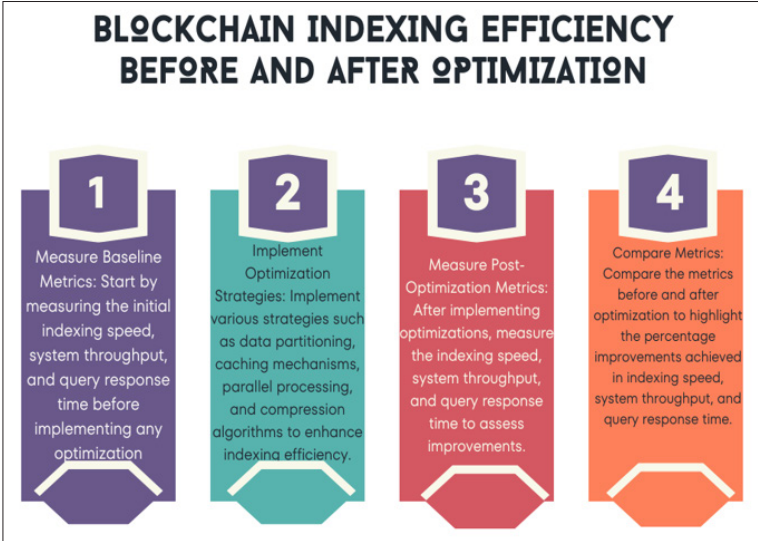 BLOCKCHAIN INDEXING EFFICIENCY
BEFORE AND AFTER OPTIMIZATION
1
Measure Baseline
Metrics: Start by
measuring the initial
indexing speed,
system throughput,
and query response
time before
implementing any
optimization
2
Implement
Optimization
Strategies: Implement
various strategies such
as data partitioning,
caching mechanisms,
parallel processing,
and compression
algorithms to enhance
indexing efficiency.
3
Measure Post-
Optimization Metrics:
After implementing
optimizations, measure
the indexing speed,
system throughput,
and query response
time to assess
improvements.
4
Compare Metrics:
Compare the metrics
before and after
optimization to highlight
the percentage
improvements achieved
in indexing speed,
system throughput, and
query response time.